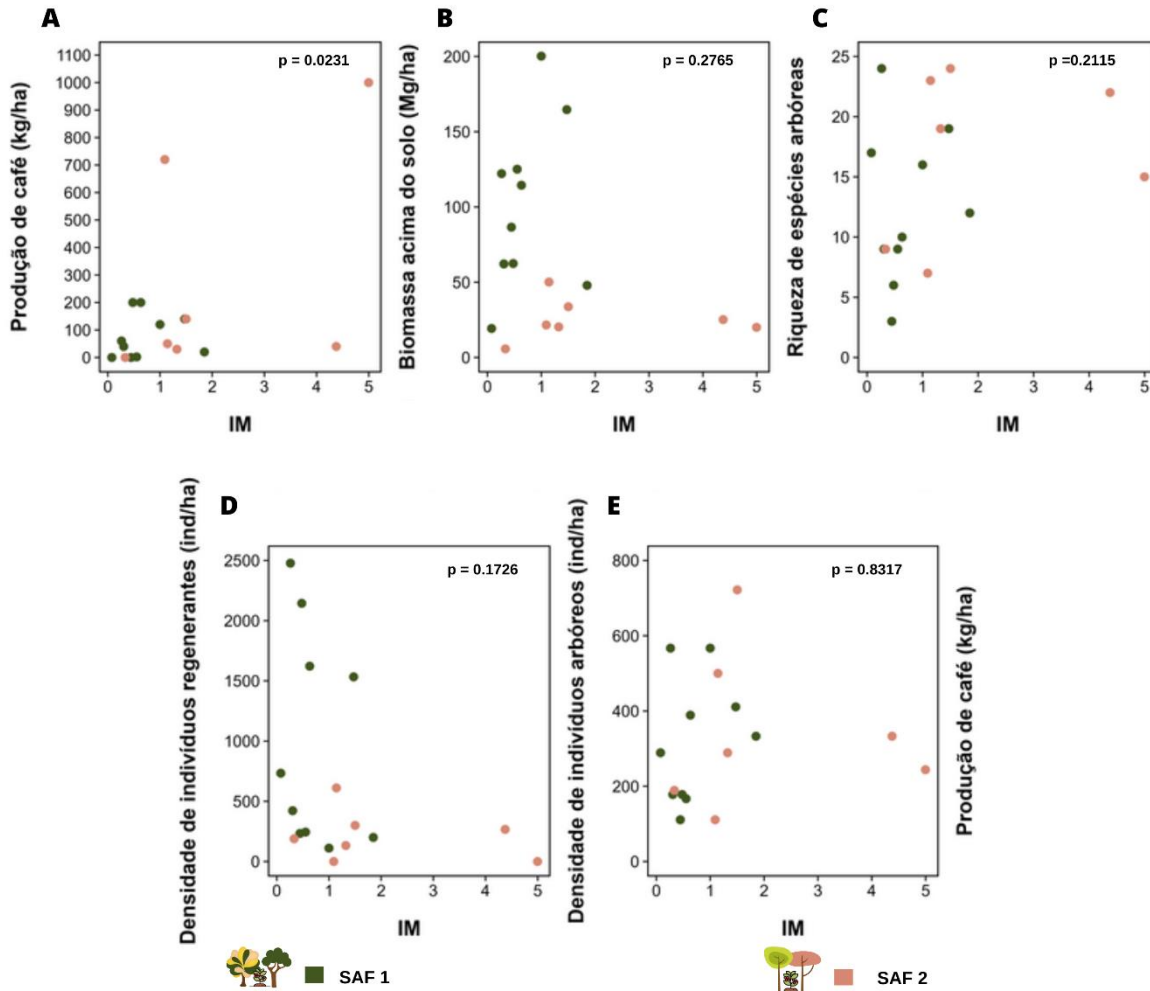 A
B
C
p = 0.0231
p = 0.2765
p =0.2115
Produção de café (kg/ha)
1100
1000
900
800
700
600
500
400
300
200
100
0
0 1 2 3 4 5
IM
Biomassa acima do solo (Mg/ha)
200
150
100
50
0
0 1 2 3 4 5
IM
Riqueza de espécies arbóreas
25
20
15
10
5
0
0 1 2 3 4 5
IM
D
E
p = 0.1726
p = 0.8317
Densidade de indivíduos regenerantes (ind/ha)
2500
2000
1500
1000
500
0
0 1 2 3 4 5
IM
Densidade de indivíduos arbóreos (ind/ha)
800
600
400
200
0
0 1 2 3 4 5
IM
Produção de café (kg/ha)
SAF 1
SAF 2